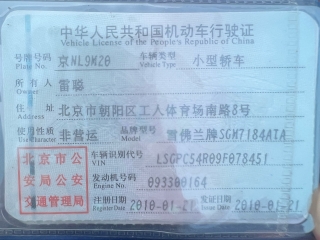 中华人民共和国机动车行驶证
Vehicle License of the People's Republic of China
号牌号码 京NL9M20 车辆类型 小型轿车
Plate No. Vehicle Type
所有人 雷聪
Owner
住址 北京市朝阳区工人体育场南路8号
Address
使用性质 非营运 品牌型号 雪佛兰牌SGM7184ATA
Use Character Model
北京市公安局公安交通管理局
车辆识别代号 LSGPC54R09F078451
VIN
发动机号码 093300164
Engine No.
注册日期 2010-01-21 发证日期 2010-01-21
Register Date Issue Date